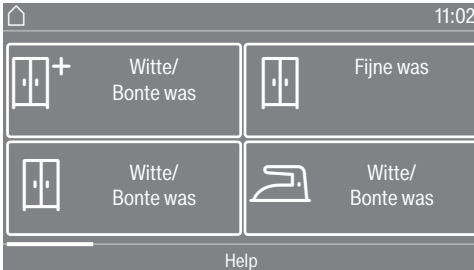 11:02
Witte/
Bonte was
Fijne was
Witte/
Bonte was
Witte/
Bonte was
Help